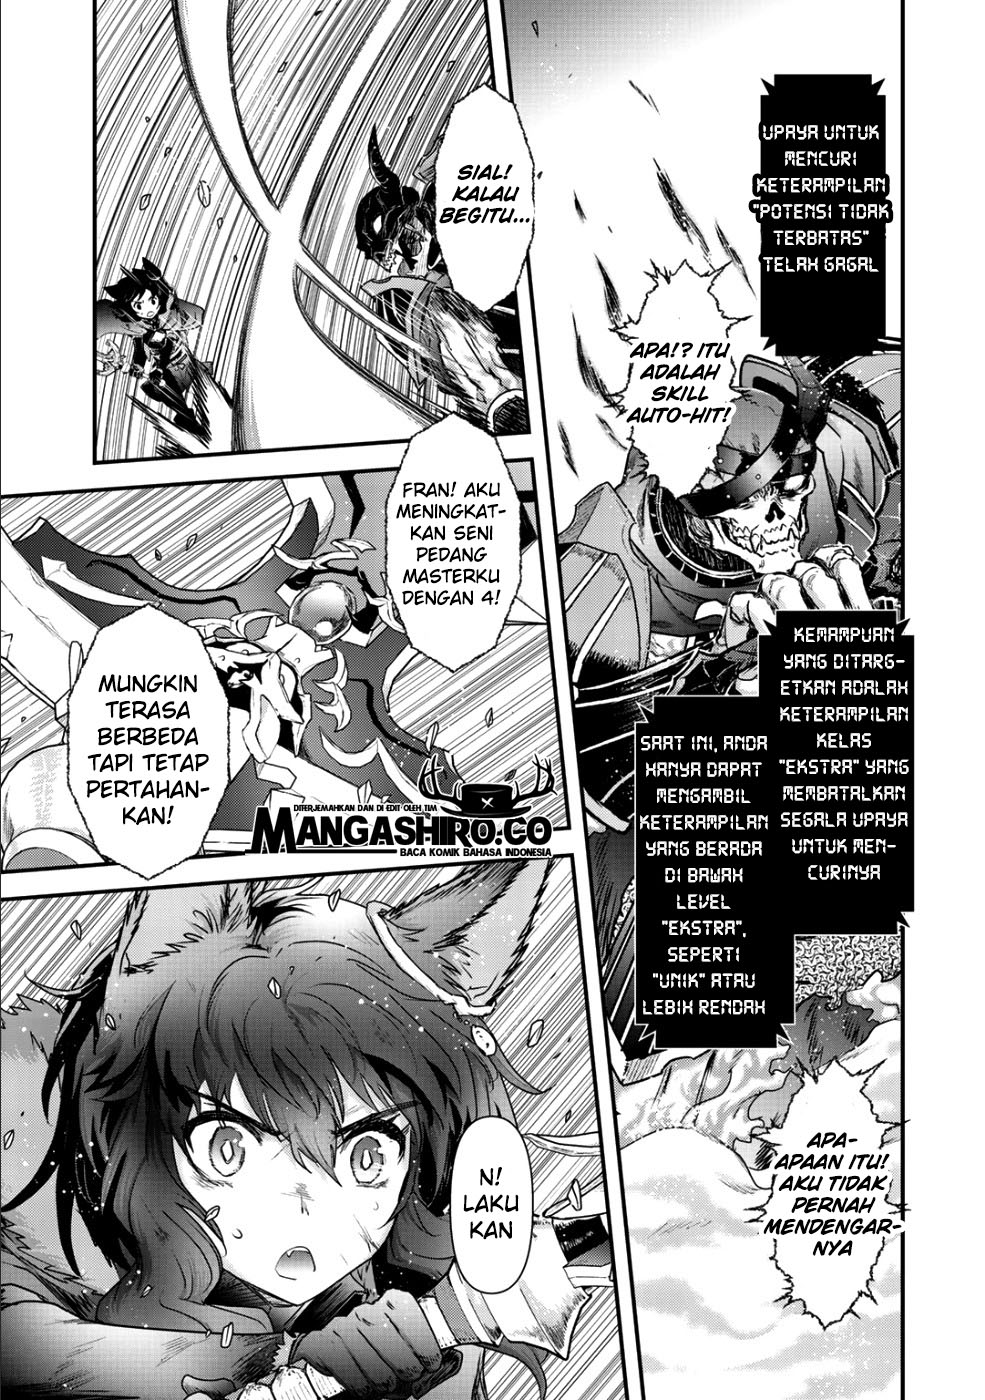 UPAYA UNTUK
MENCURI
KETERAMPILAN
"POTENSI TIDAK
TERBATAS"
TELAH GAGAL
APA!? ITU
ADALAH
SKILL
AUTO-HIT!
KEMAMPUAN
YANG DITARG-
ETKAN ADALAH
KETERAMPILAN
KELAS
"EKSTRA" YANG
MEMBATALKAN
SEGALA UPAYA
UNTUK MEN-
CURINYA
SAAT INI, ANDA
HANYA DAPAT
MENGAMBIL
KETERAMPILAN
YANG BERADA
DI BAWAH
LEVEL
"EKSTRA",
SEPERTI
"UNIK" ATAU
LEBIH RENDAH
APA-
APAAN ITU!
AKU TIDAK
PERNAH
MENDENGAR-
NYA
SIAL!
KALAU
BEGITU...
FRAN! AKU
MENINGKAT-
KAN SENI
PEDANG
MASTERKU
DENGAN 4!
MUNGKIN
TERASA
BERBEDA
TAPI TETAP
PERTAHAN-
KAN!
DITERJEMAHKAN DAN DI EDIT OLEH TIM
MANGASHIRO.CO
BACA KOMIK BAHASA INDONESIA
N!
LAKU
KAN